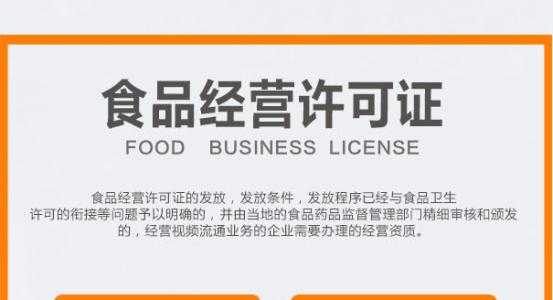 食品经营许可证
FOOD BUSINESS LICENSE
食品经营许可证的发放，发放条件，发放程序已经与食品卫生
许可的衔接等问题予以明确的，并由当地的食品药品监督管理部门精细审核和颁发
的，经营视频流通业务的企业需要办理的经营资质。